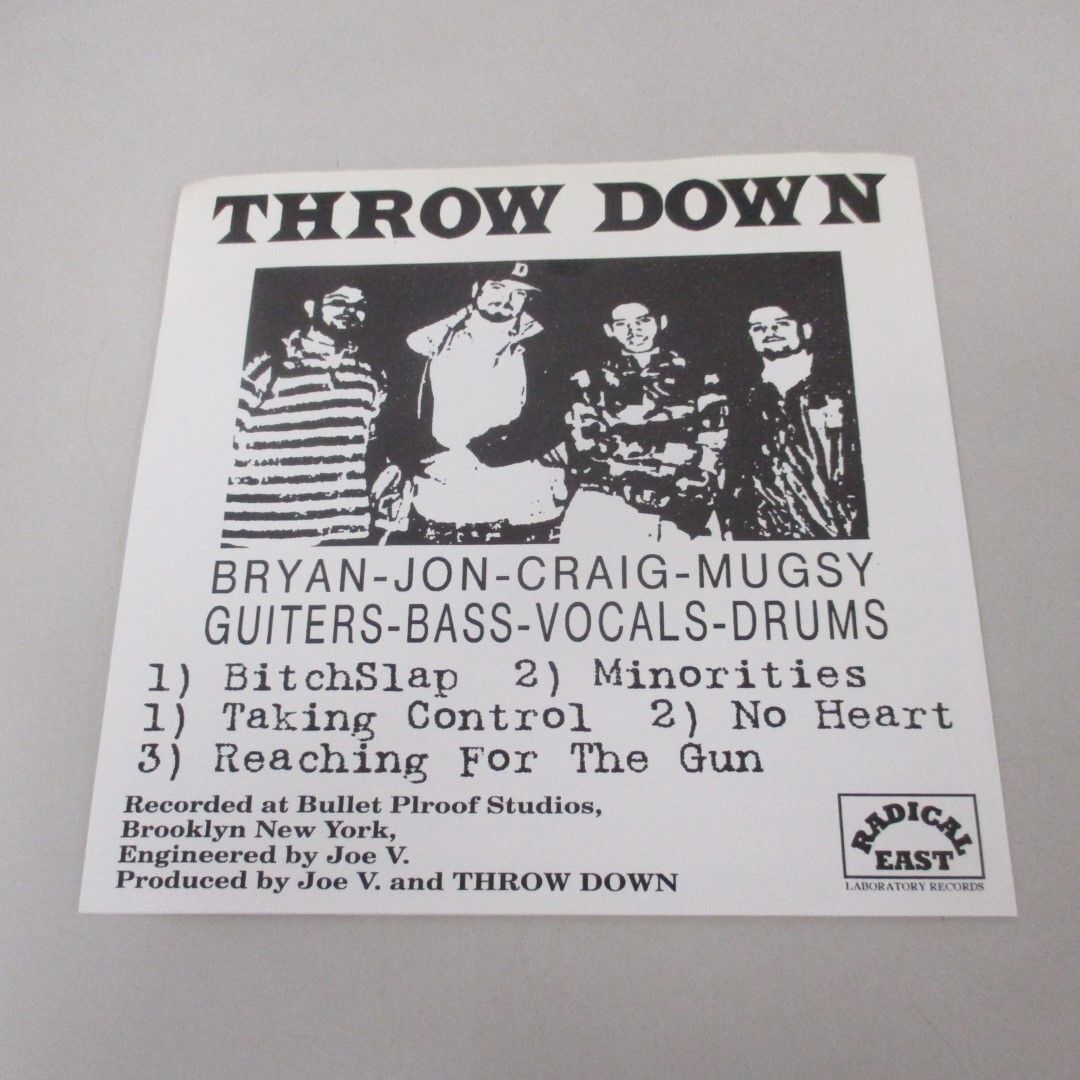 THROW DOWN
D
BRYAN-JON-CRAIG-MUGSY
GUITERS-BASS-VOCALS-DRUMS
1) BitchSlap 2) Minorities
1) Taking Control 2) No Heart
3) Reaching For The Gun
Recorded at Bullet Plroof Studios,
Brooklyn New York,
Engineered by Joe V.
Produced by Joe V. and THROW DOWN
RADICAL
EAST
LABORATORY RECORDS